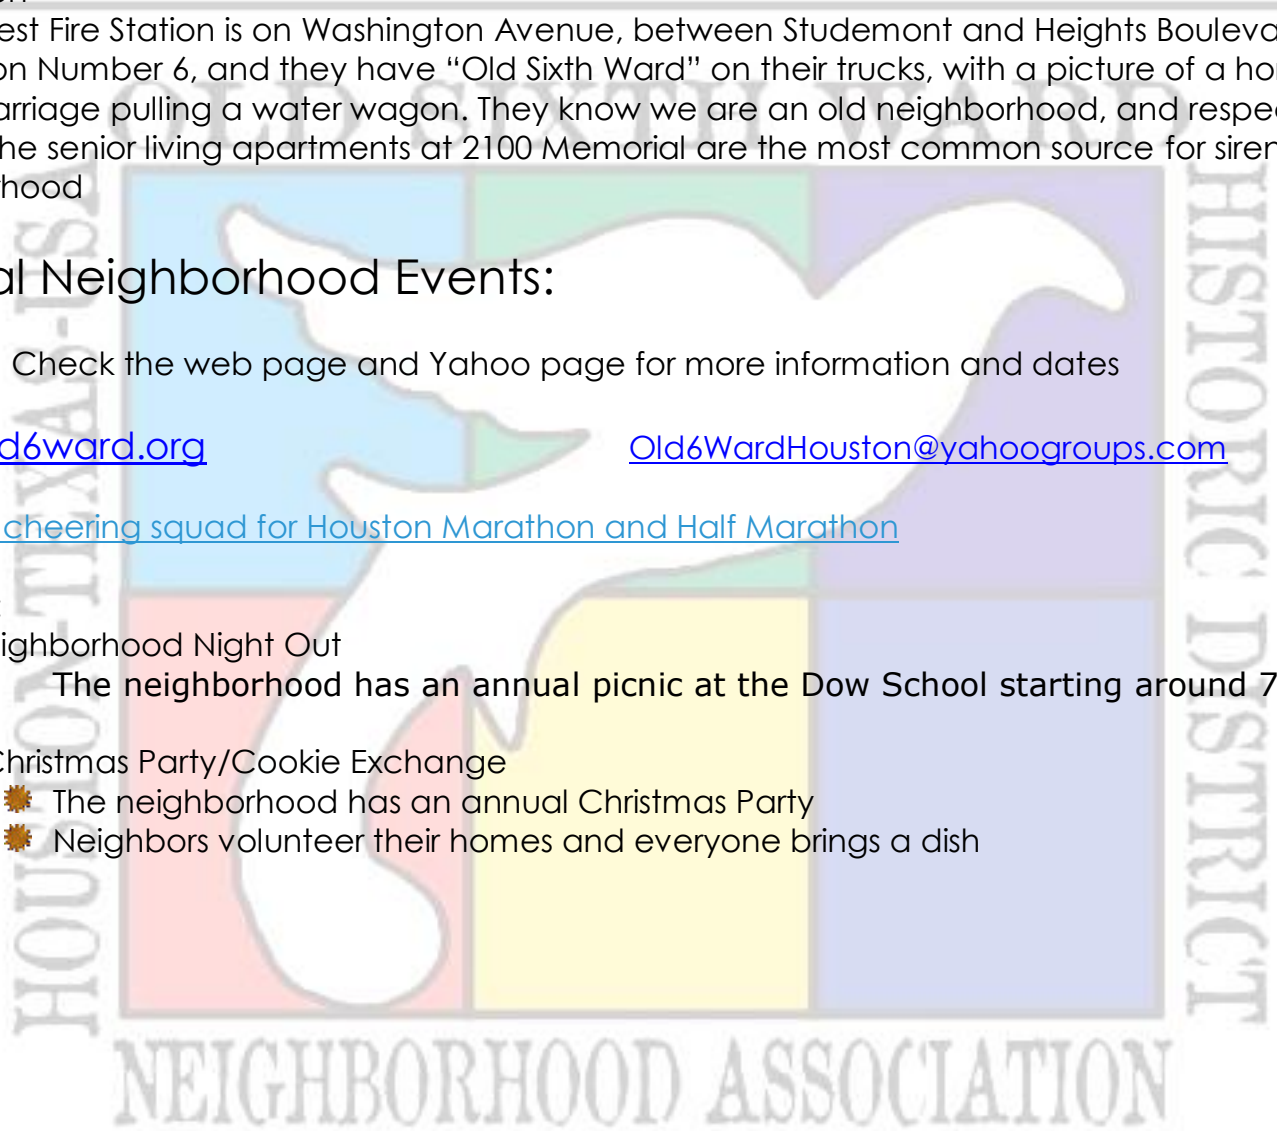 est Fire Station is on Washington Avenue, between Studemont and Heights Bouleva
on Number 6, and they have “Old Sixth Ward” on their trucks, with a picture of a ho
arriage pulling a water wagon. They know we are an old neighborhood, and respe
he senior living apartments at 2100 Memorial are the most common source for siren
rhood
al Neighborhood Events:
Check the web page and Yahoo page for more information and dates
d6ward.org Old6WardHouston@yahoogroups.com
cheering squad for Houston Marathon and Half Marathon
ighborhood Night Out
The neighborhood has an annual picnic at the Dow School starting around 7
Christmas Party/Cookie Exchange
The neighborhood has an annual Christmas Party
Neighbors volunteer their homes and everyone brings a dish
OLD SIXTH WARD
HISTORIC DISTRICT
NEIGHBORHOOD ASSOCIATION
HOUSTON-TEXAS-USA